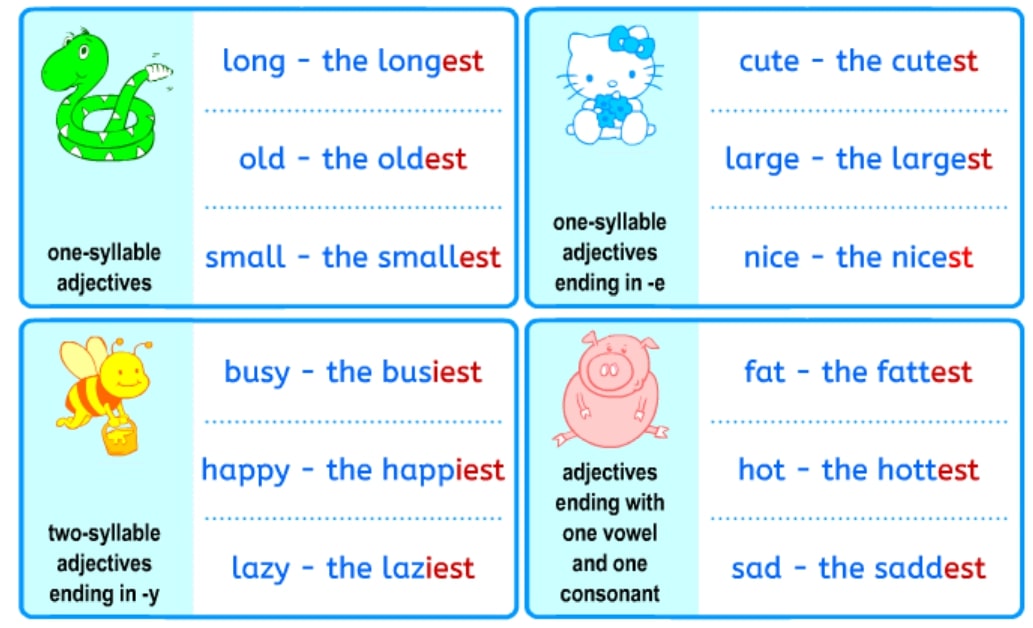 long - the longest
old - the oldest
small - the smallest
one-syllable
adjectives
cute - the cutest
large - the largest
nice - the nicest
one-syllable
adjectives
ending in -e
busy - the busiest
happy - the happiest
lazy - the laziest
two-syllable
adjectives
ending in -y
fat - the fattest
hot - the hottest
sad - the saddest
adjectives
ending with
one vowel
and one
consonant